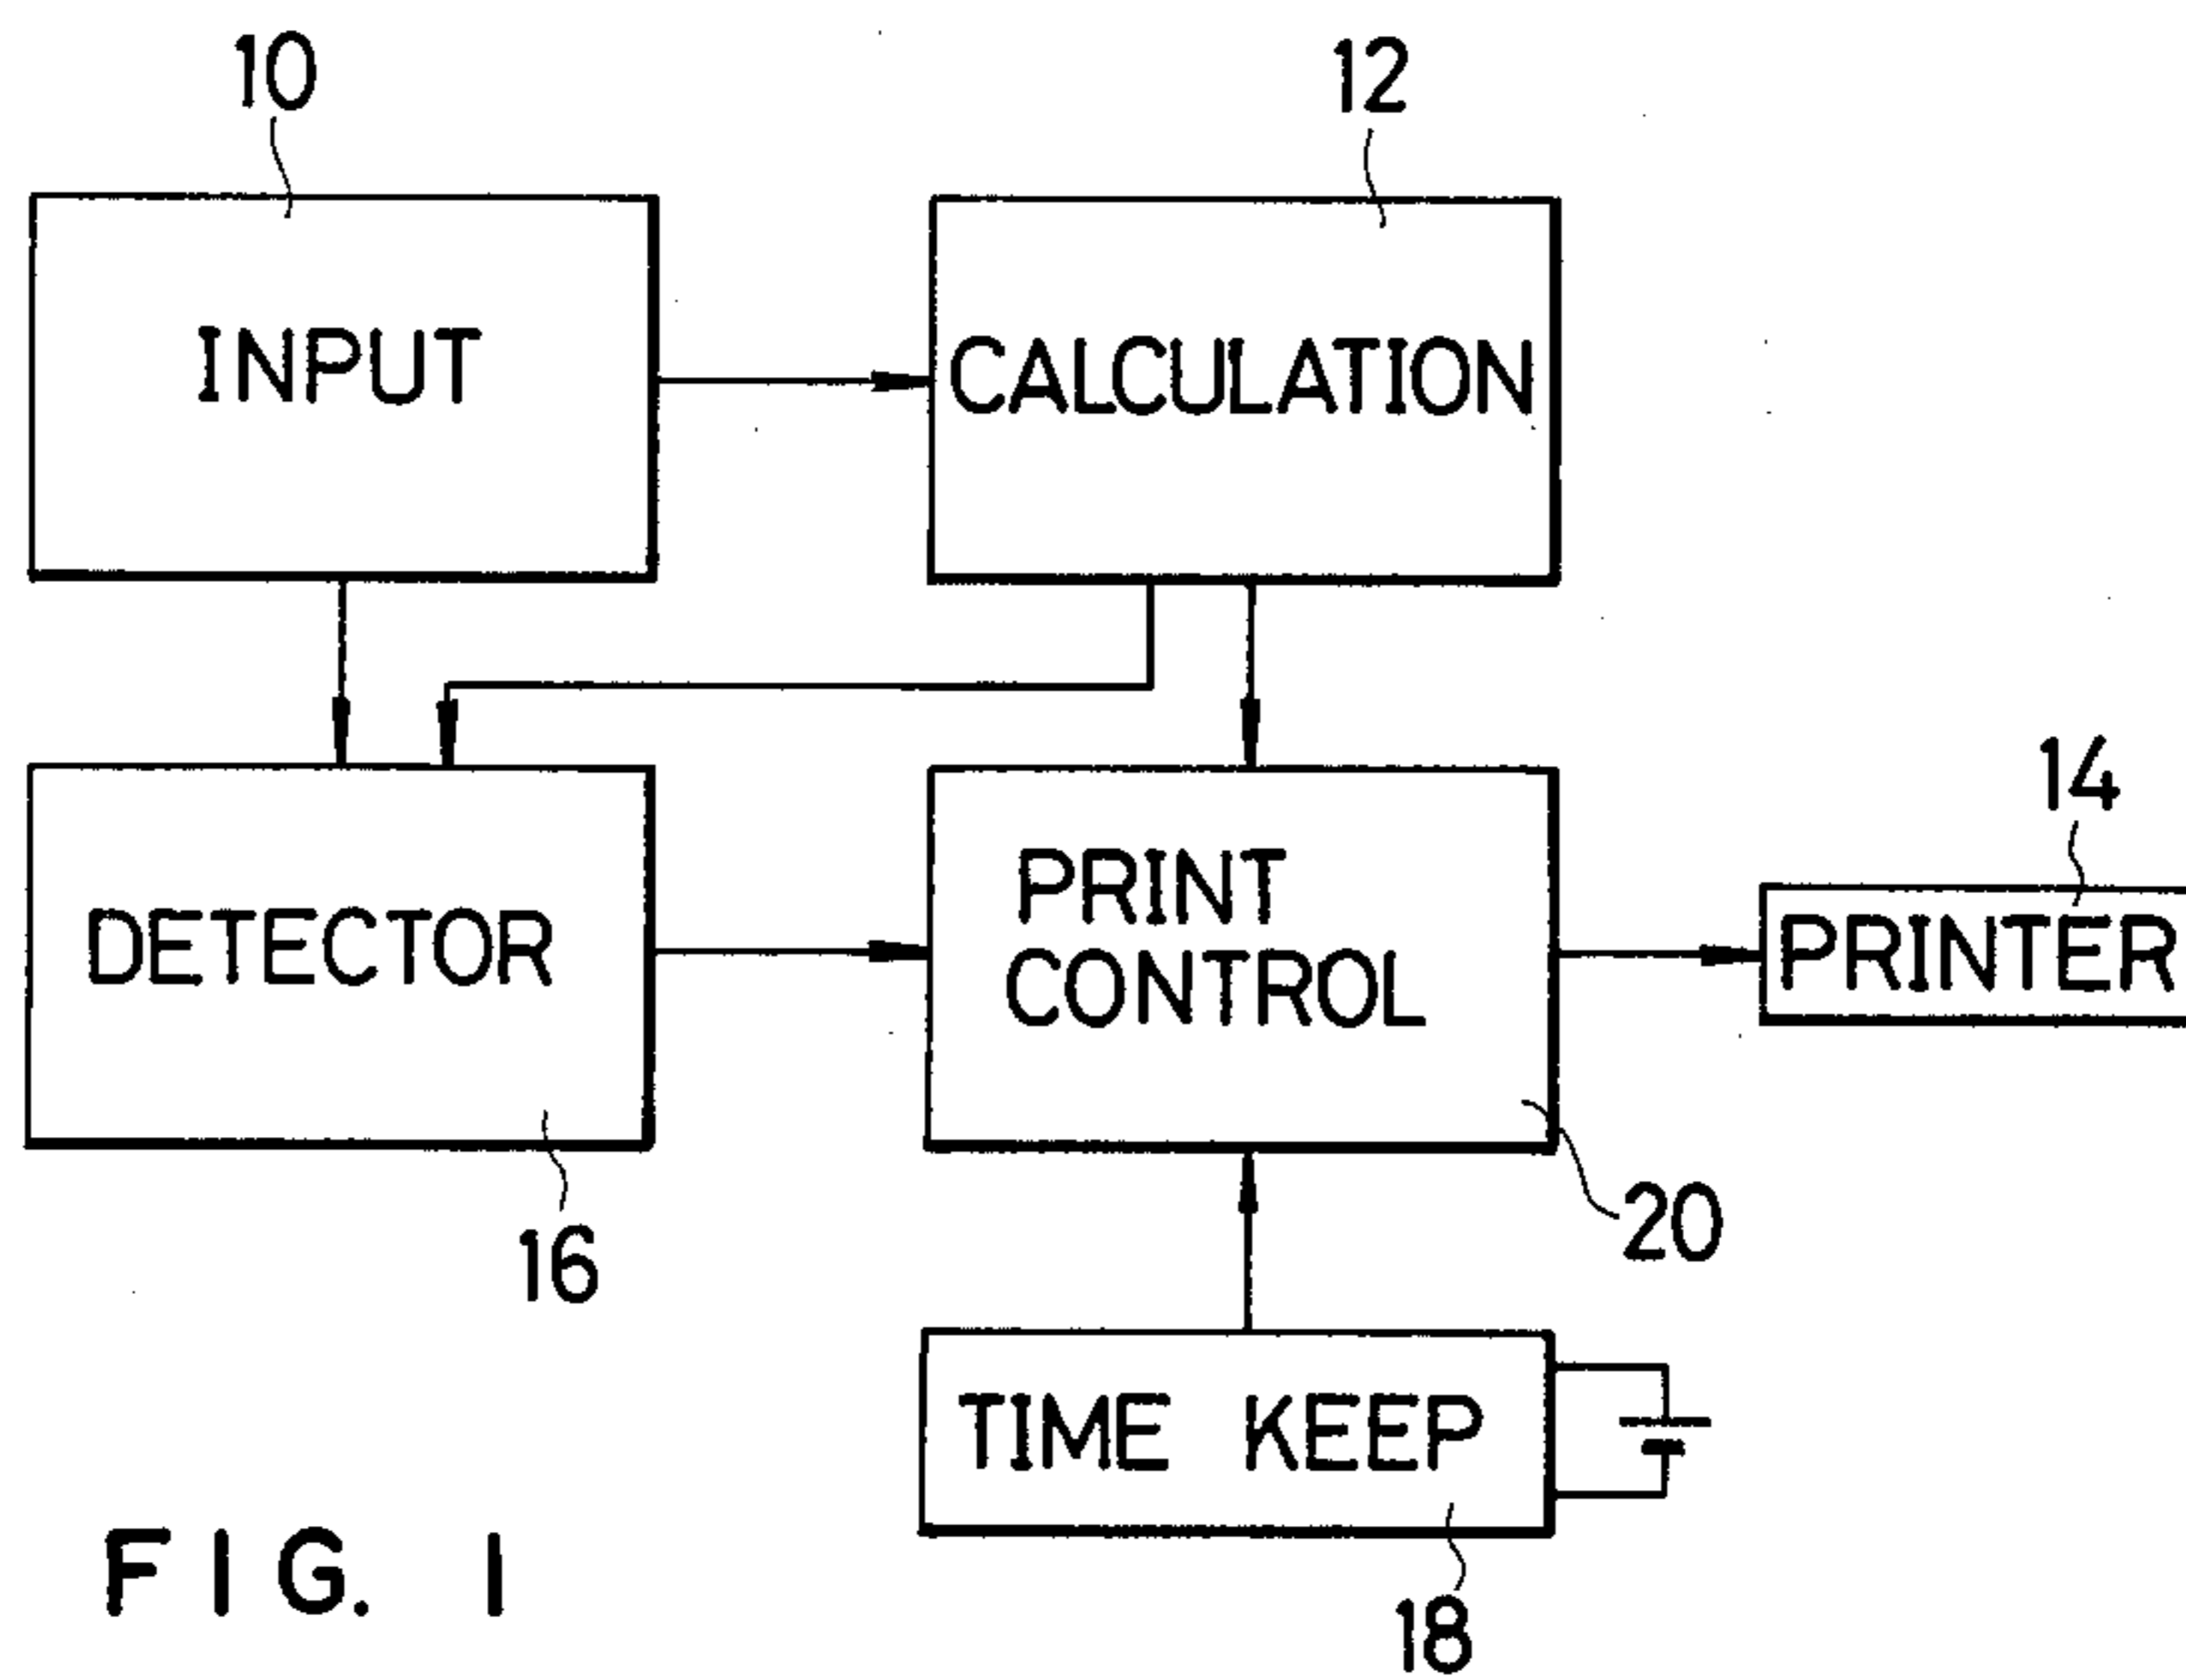 10
12
INPUT
CALCULATION
14
DETECTOR
PRINT
CONTROL
PRINTER
16
20
TIME KEEP
18
FIG. 1